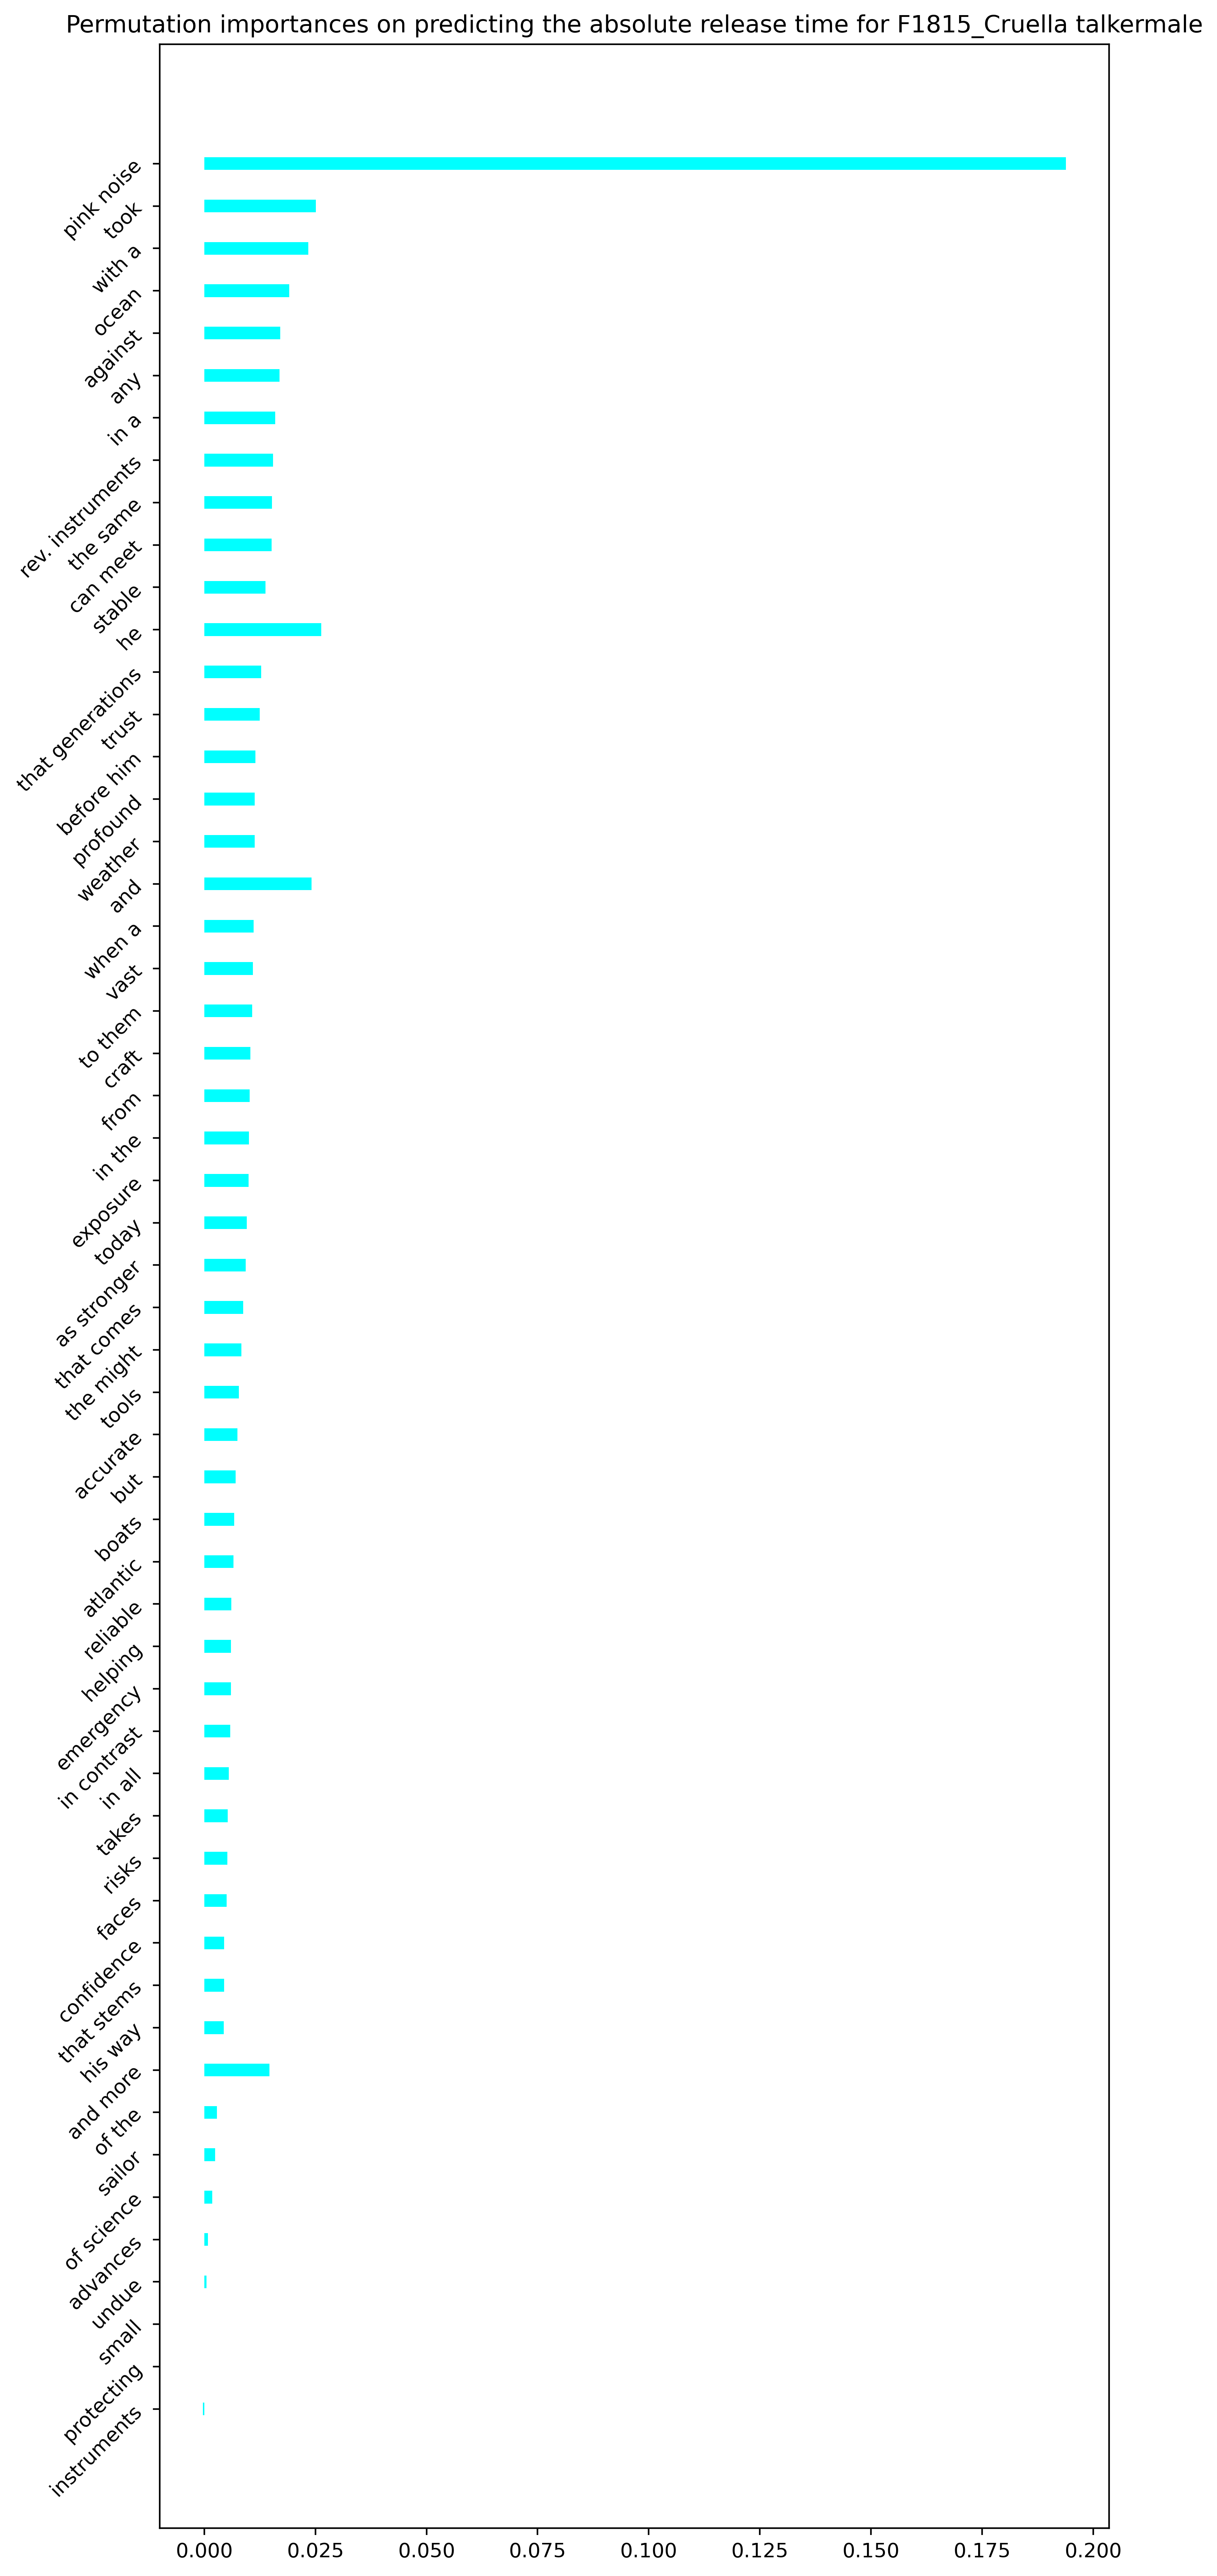 Permutation importances on predicting the absolute release time for F1815_Cruella talkermale
pink noise
took
with a
ocean
against
any
in a
rev. instruments
the same
can meet
stable
he
that generations
trust
before him
profound
weather
and
when a
vast
to them
craft
from
in the
exposure
today
as stronger
that comes
the might
tools
accurate
but
boats
atlantic
reliable
helping
emergency
in contrast
in all
takes
risks
faces
confidence
that stems
his way
and more
of the
sailor
of science
advances
undue
small
protecting
instruments
0.000 0.025 0.050 0.075 0.100 0.125 0.150 0.175 0.200